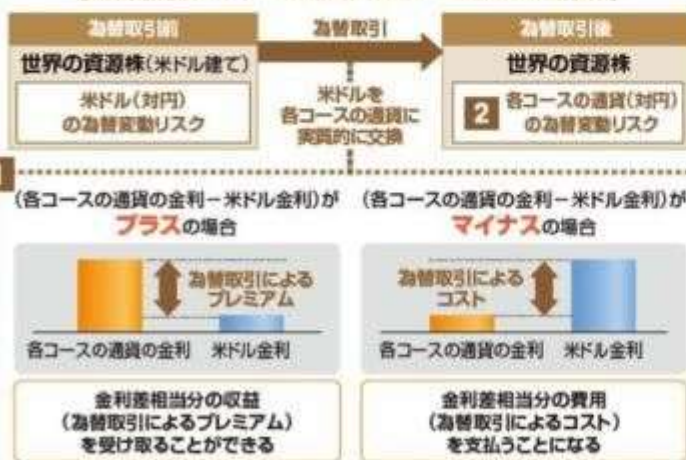 為替取引前
為替取引
為替取引後
世界の資源株(米ドル建て)
世界の資源株
米ドル(対円)
の為替変動リスク
米ドルを
各コースの通貨に
実質的に交換
2 各コースの通貨(対円)
の為替変動リスク
(各コースの通貨の金利-米ドル金利)が
プラスの場合
(各コースの通貨の金利-米ドル金利)が
マイナスの場合
為替取引による
プレミアム
為替取引による
コスト
各コースの通貨の金利 米ドル金利
各コースの通貨の金利 米ドル金利
金利差相当分の収益
(為替取引によるプレミアム)
を受け取ることができる
金利差相当分の費用
(為替取引によるコスト)
を支払うことになる